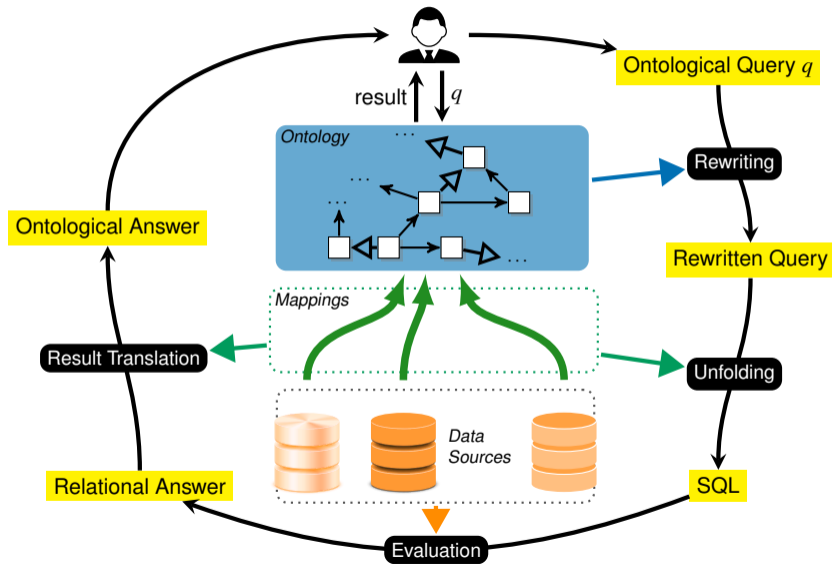 Ontological Query q
result
q
Ontology
...
...
...
...
Rewriting
Ontological Answer
Rewritten Query
Mappings
Result Translation
Unfolding
Data
Sources
Relational Answer
SQL
Evaluation